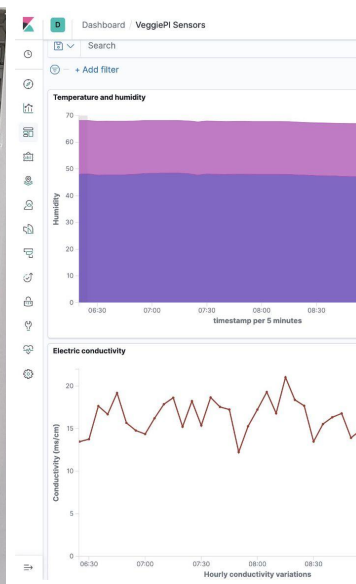 D Dashboard / VeggiePI Sensors
Search
+ Add filter
Temperature and humidity
70
60
50
40
30
20
10
0
Humidity
06:30 07:00 07:30 08:00 08:30
timestamp per 5 minutes
Electric conductivity
20
15
10
5
0
Conductivity (ms/cm)
06:30 07:00 07:30 08:00 08:30
Hourly conductivity variations